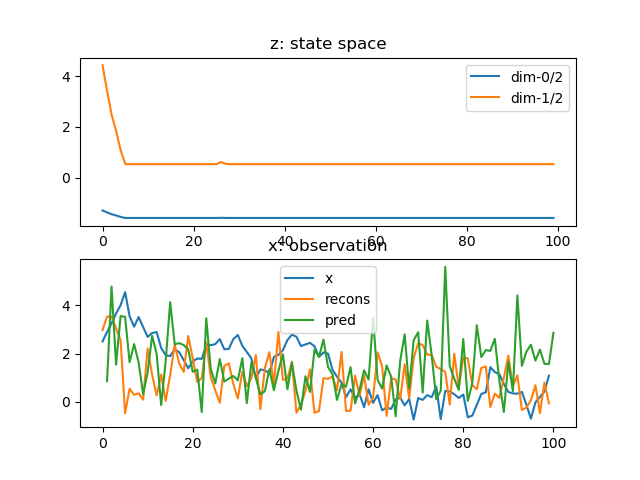 z: state space
4
2
0
dim-0/2
dim-1/2
0 20 40 60 80 100
x: observation
4
2
0
x
recons
pred
0 20 40 60 80 100